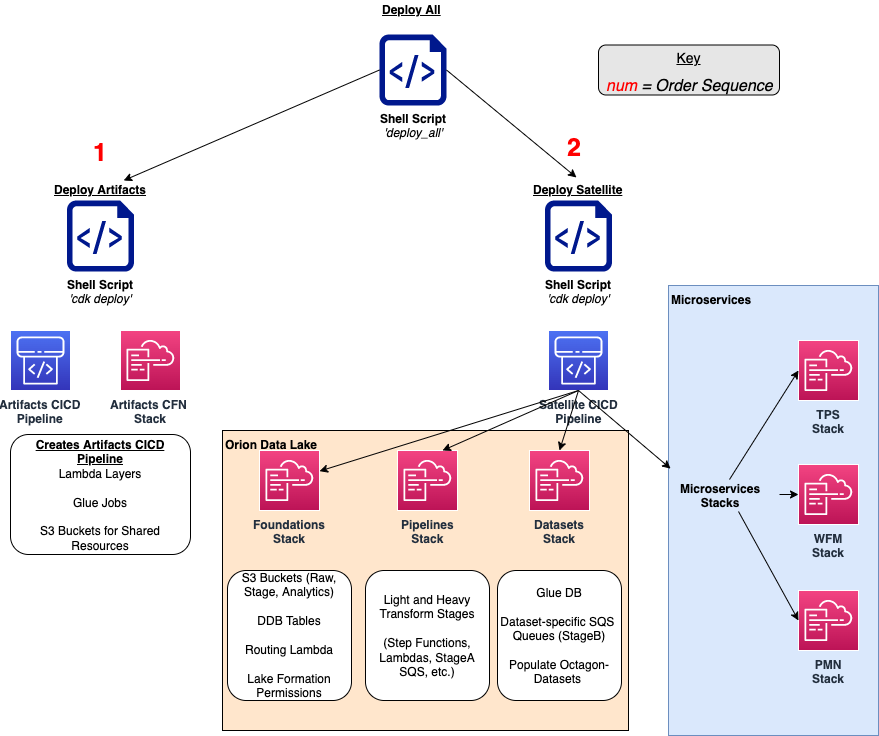 Deploy All
</>
Shell Script
'deploy_all'
Key
num = Order Sequence
1
2
Deploy Artifacts
</>
Shell Script
'cdk deploy'
Deploy Satellite
</>
Shell Script
'cdk deploy'
</>
Artifacts CICD
Pipeline
Artifacts CFN
Stack
Creates Artifacts CICD
Pipeline
Lambda Layers
Glue Jobs
S3 Buckets for Shared
Resources
</>
Satellite CICD
Pipeline
Orion Data Lake
Foundations
Stack
Pipelines
Stack
Datasets
Stack
S3 Buckets (Raw,
Stage, Analytics)
DDB Tables
Routing Lambda
Lake Formation
Permissions
Light and Heavy
Transform Stages
(Step Functions,
Lambdas, StageA
SQS, etc.)
Glue DB
Dataset-specific SQS
Queues (StageB)
Populate Octagon-
Datasets
Microservices
Microservices
Stacks
TPS
Stack
WFM
Stack
PMN
Stack